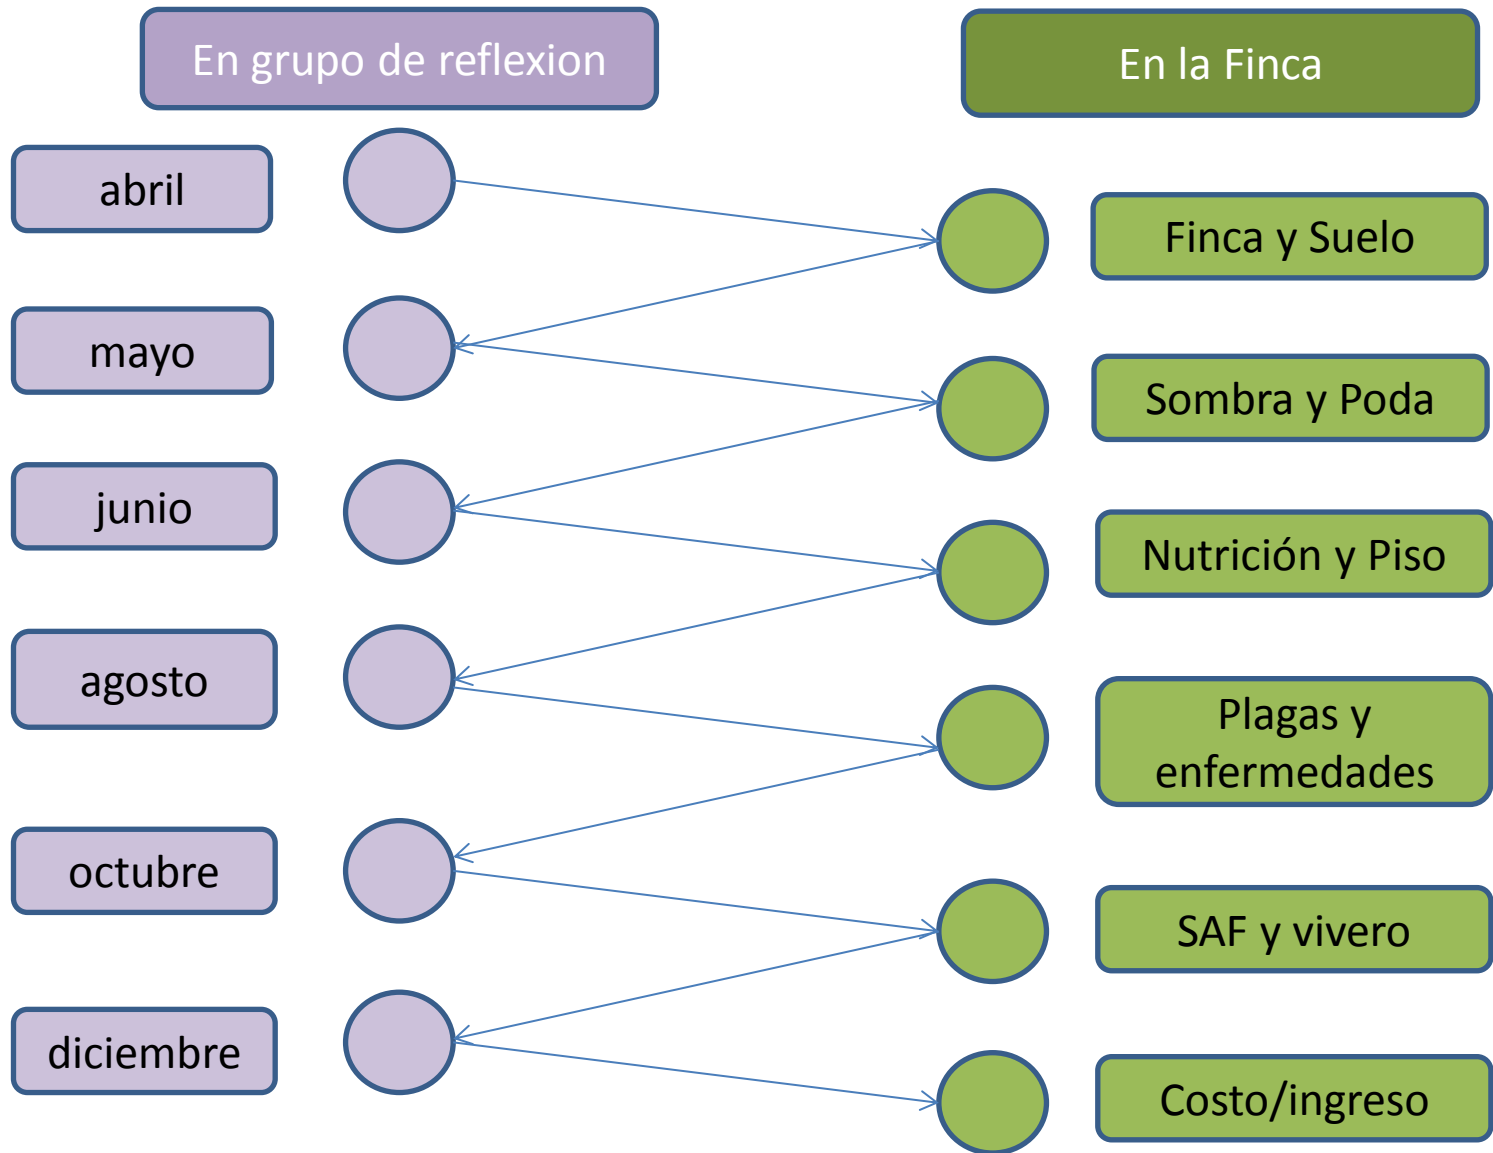 En grupo de reflexion
En la Finca
abril
Finca y Suelo
mayo
Sombra y Poda
junio
Nutrición y Piso
agosto
Plagas y
enfermedades
octubre
SAF y vivero
diciembre
Costo/ingreso